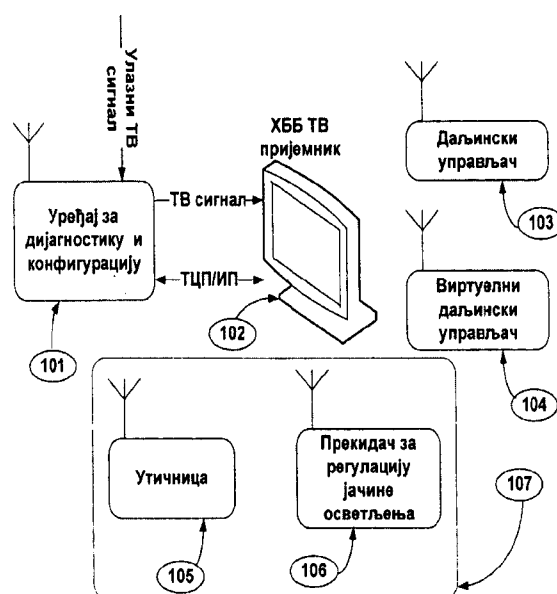 Улазни ТВ
сигнал
ХББ ТВ
пријемник
Даљински
управљач
103
Уређај за
дијагностику и
конфигурацију
ТВ сигнал
ТЦП/ИП
101
102
Виртуелни
даљински
управљач
104
Утичница
105
Прекидач за
регулацију
јачине
осветљења
106
107